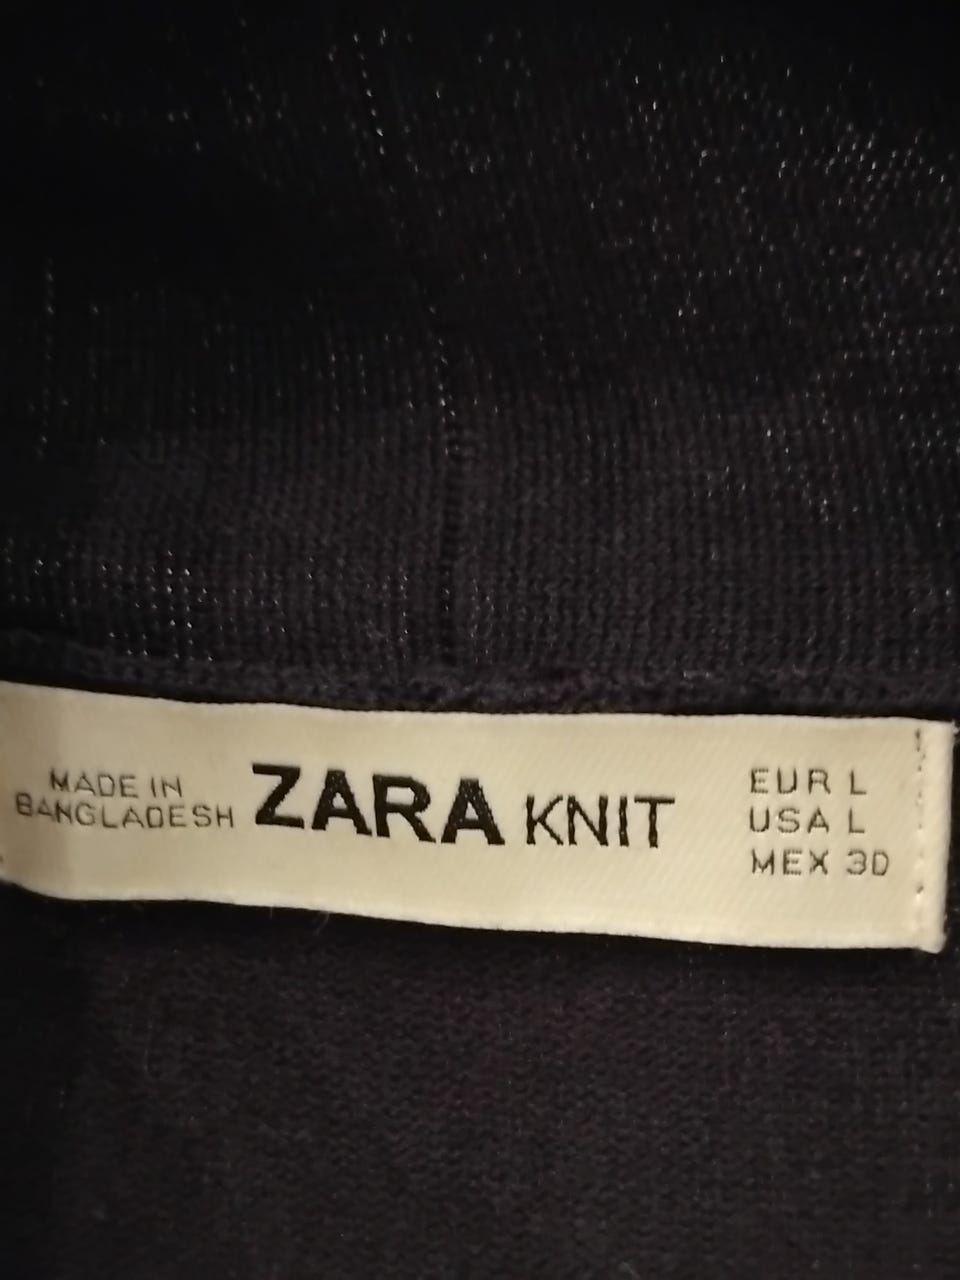 MADE IN
BANGLADESH
ZARA KNIT
EUR L
USA L
MEX 30